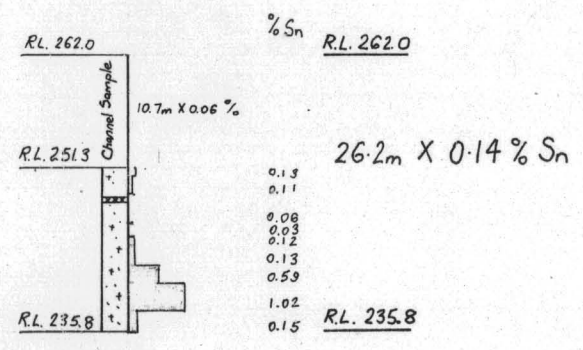 % Sn
R.L. 262.0
R.L. 262.0
Channel Sample
10.7m X 0.06 %
R.L. 251.3
26.2m X 0.14 % Sn
0.13
0.11
0.06
0.03
0.12
0.13
0.59
1.02
0.15
R.L. 235.8
R.L. 235.8